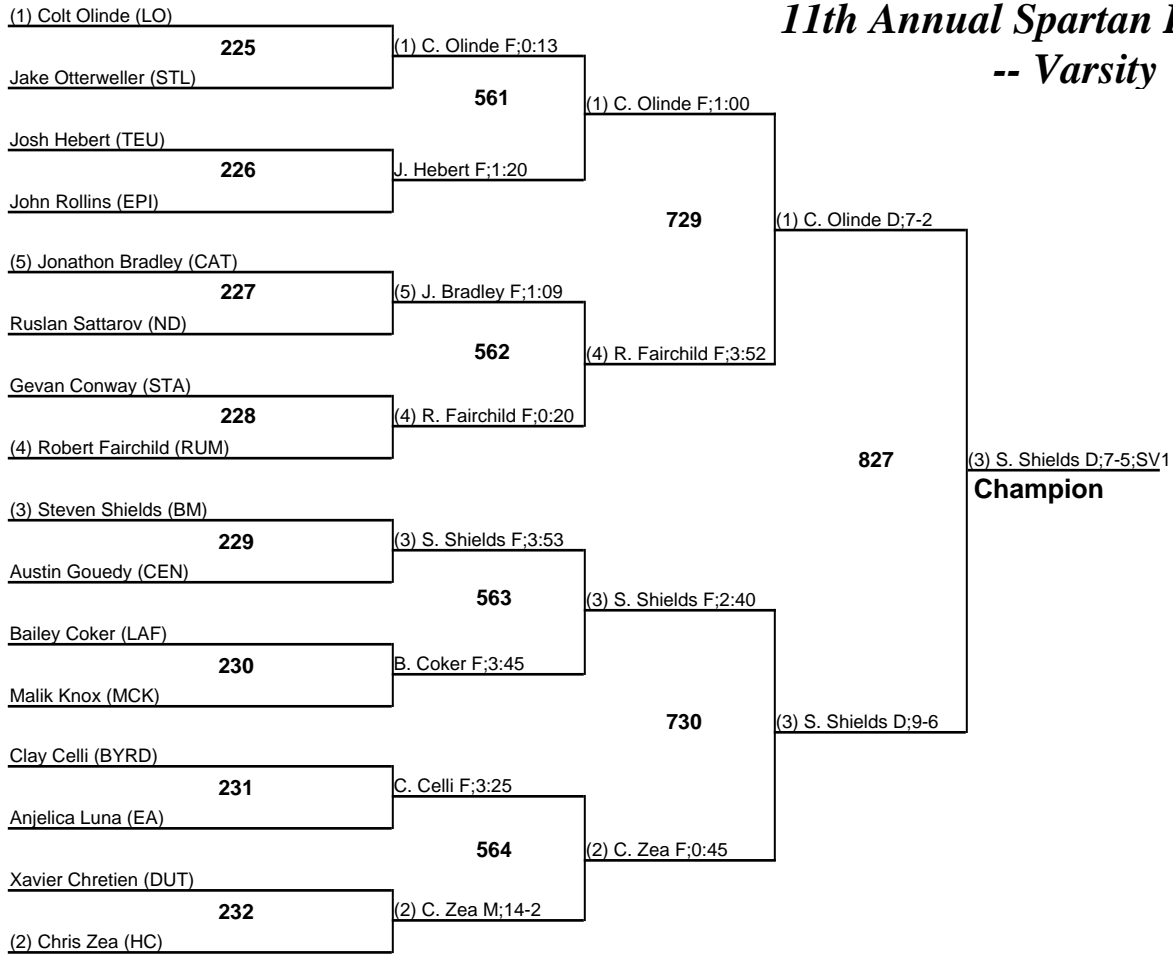 11th Annual Spartan
-- Varsity
(1) Colt Olinde (LO)
225
Jake Otterweller (STL)
(1) C. Olinde F;0:13
561
Josh Hebert (TEU)
226
John Rollins (EPI)
J. Hebert F;1:20
(1) C. Olinde F;1:00
729
(5) Jonathon Bradley (CAT)
227
Ruslan Sattarov (ND)
(5) J. Bradley F;1:09
562
Gevan Conway (STA)
228
(4) Robert Fairchild (RUM)
(4) R. Fairchild F;0:20
(4) R. Fairchild F;3:52
(1) C. Olinde D;7-2
827
(3) Steven Shields (BM)
229
Austin Gouedy (CEN)
(3) S. Shields F;3:53
563
Bailey Coker (LAF)
230
Malik Knox (MCK)
B. Coker F;3:45
(3) S. Shields F;2:40
730
Clay Celli (BYRD)
231
Anjelica Luna (EA)
C. Celli F;3:25
564
Xavier Chretien (DUT)
232
(2) Chris Zea (HC)
(2) C. Zea M;14-2
(2) C. Zea F;0:45
(3) S. Shields D;9-6
(3) S. Shields D;7-5;SV1
Champion